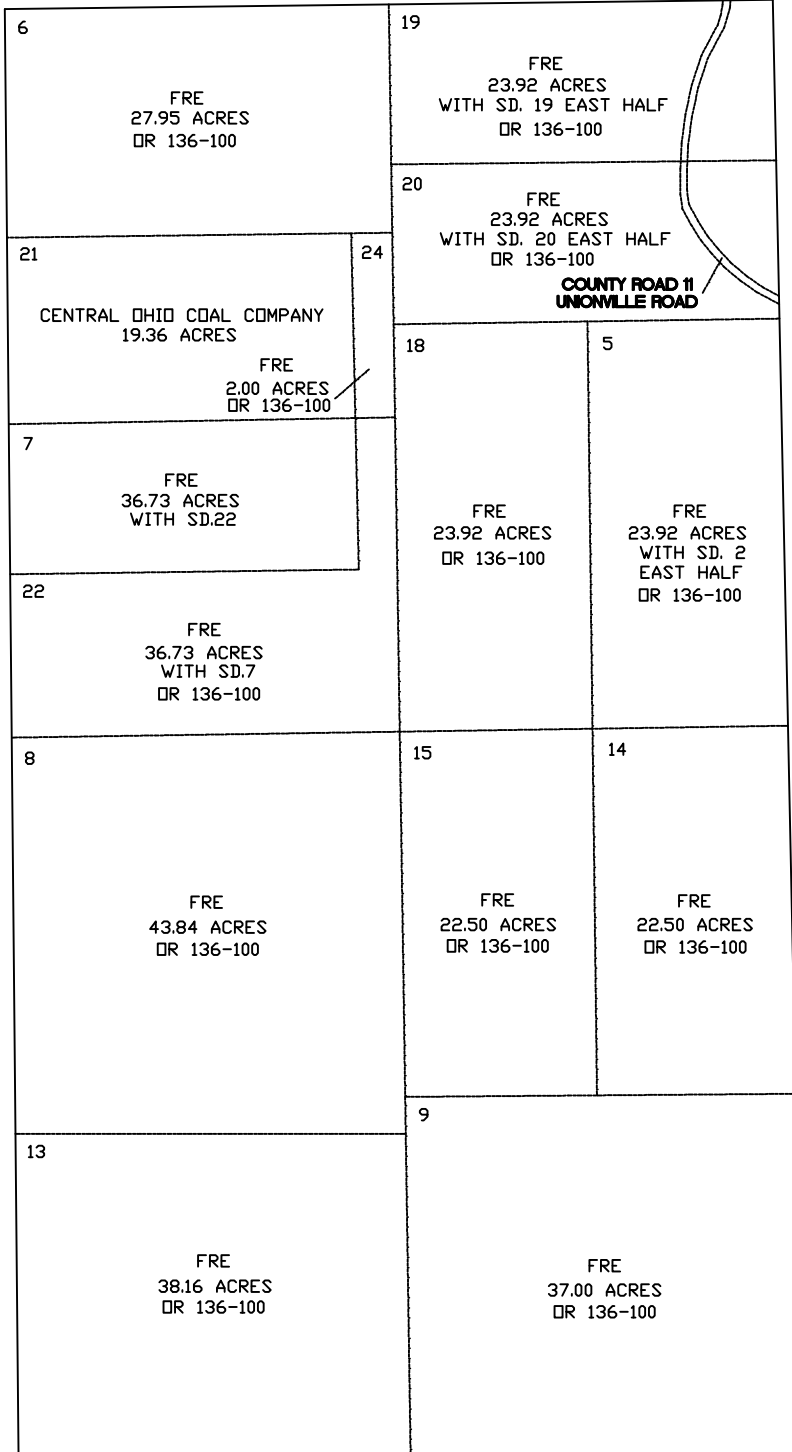 6
FRE
27.95 ACRES
OR 136-100
19
FRE
23.92 ACRES
WITH SD. 19 EAST HALF
OR 136-100
20
FRE
23.92 ACRES
WITH SD. 20 EAST HALF
OR 136-100
COUNTY ROAD 11
UNIONVILLE ROAD
21
CENTRAL OHIO COAL COMPANY
19.36 ACRES
24
FRE
2.00 ACRES
OR 136-100
18
FRE
23.92 ACRES
OR 136-100
5
FRE
23.92 ACRES
WITH SD. 2
EAST HALF
OR 136-100
7
FRE
36.73 ACRES
WITH SD.22
22
FRE
36.73 ACRES
WITH SD.7
OR 136-100
8
FRE
43.84 ACRES
OR 136-100
15
FRE
22.50 ACRES
OR 136-100
14
FRE
22.50 ACRES
OR 136-100
13
FRE
38.16 ACRES
OR 136-100
9
FRE
37.00 ACRES
OR 136-100